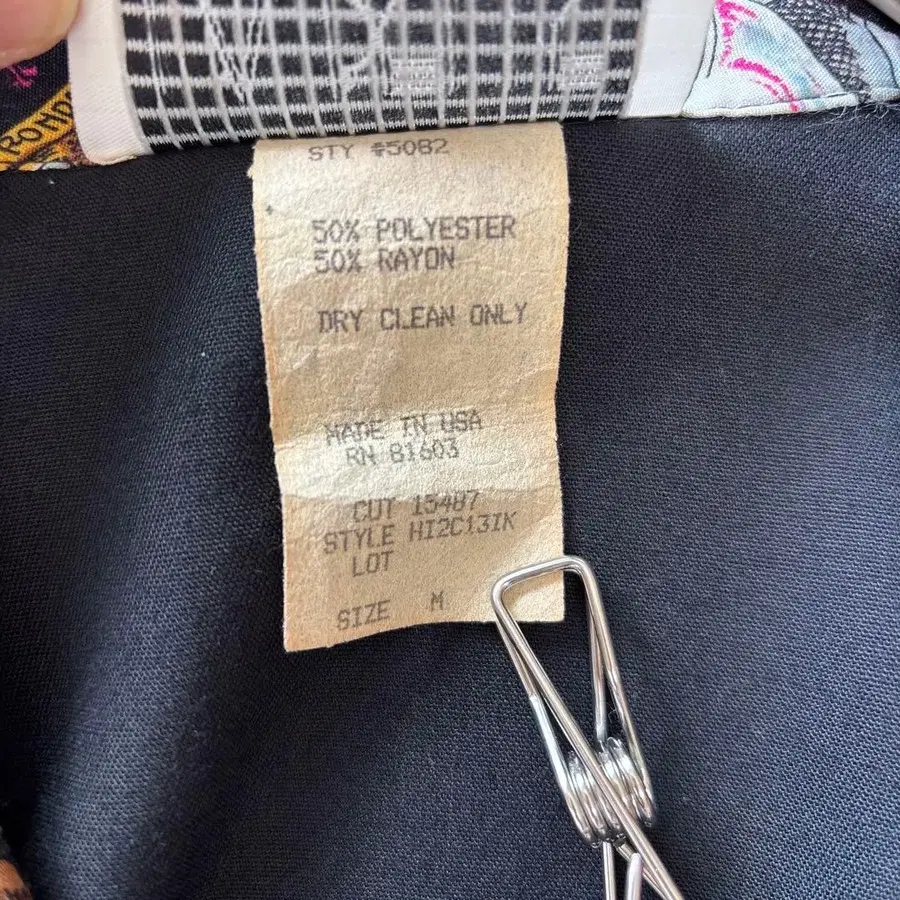 STY #5082
50% POLYESTER
50% RAYON
DRY CLEAN ONLY
MADE IN USA
RN 81603
CUT 15487
STYLE HI2C13IK
LOT
SIZE M